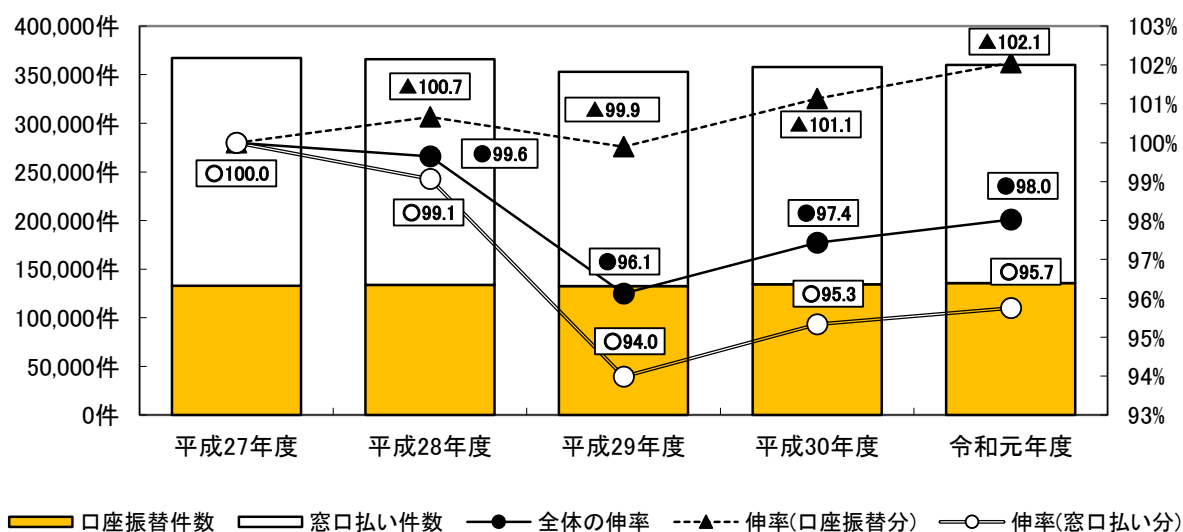 400,000件
350,000件
300,000件
250,000件
200,000件
150,000件
100,000件
50,000件
0件
103%
102%
101%
100%
99%
98%
97%
96%
95%
94%
93%
▲102.1
▲100.7
▲99.9
▲101.1
●99.6
○100.0
○99.1
●96.1
●97.4
●98.0
○94.0
○95.3
○95.7
平成27年度 平成28年度 平成29年度 平成30年度 令和元年度
口座振替件数 窓口払い件数 全体の伸率 伸率(口座振替分) 伸率(窓口払い分)